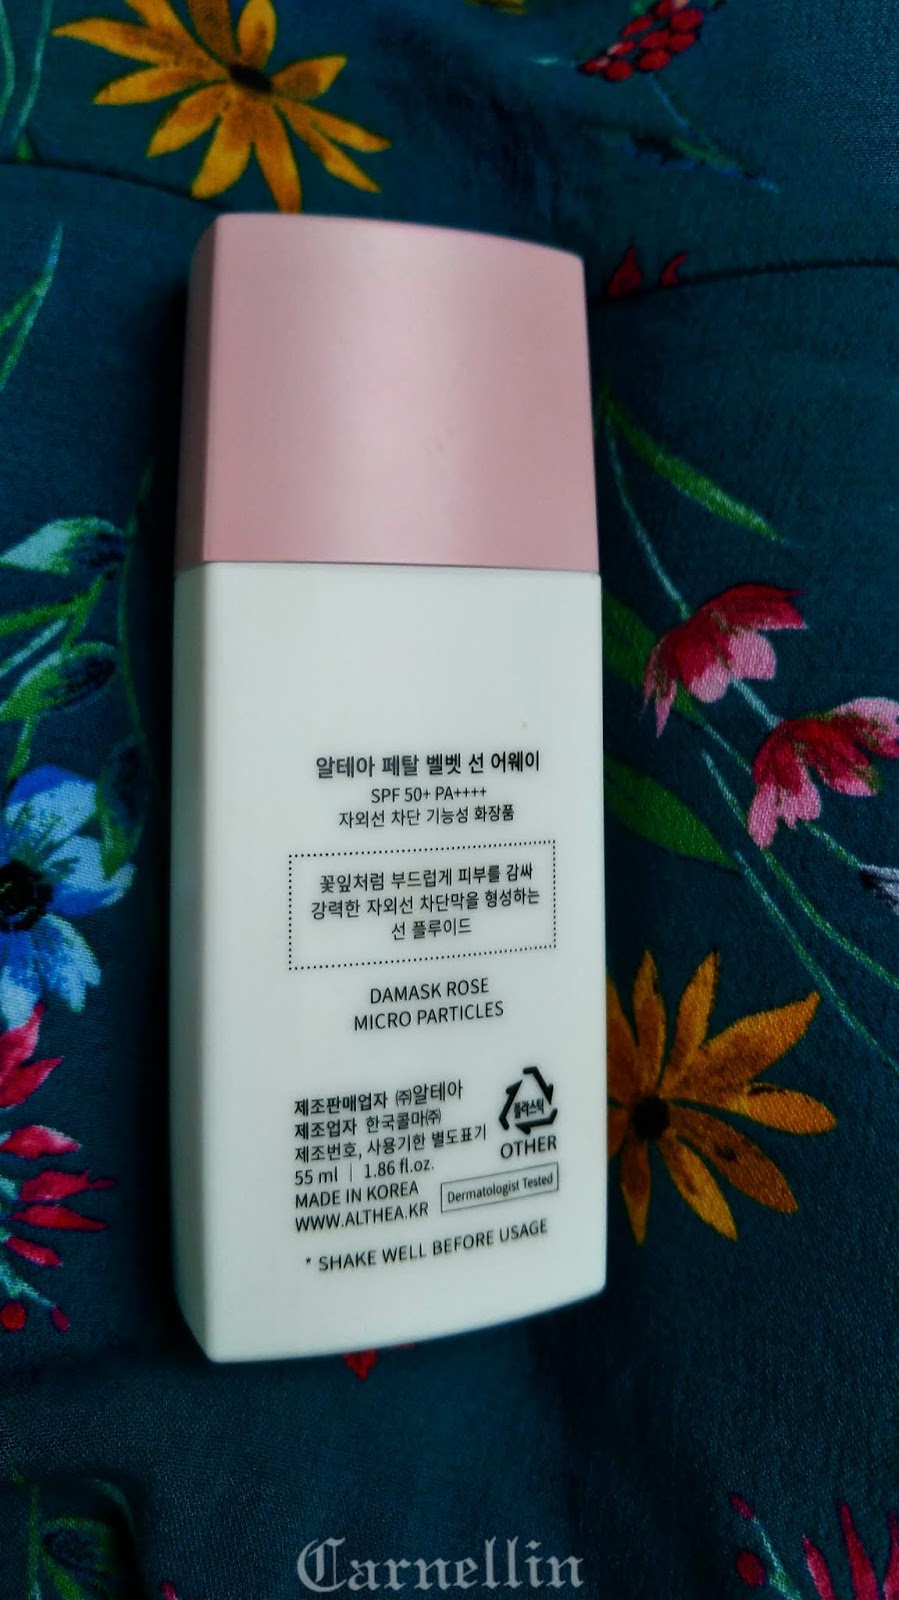 알테아 페탈 벨벳 선 어웨이
SPF 50+ PA++++
자외선 차단 기능성 화장품
꽃잎처럼 부드럽게 피부를 감싸
강력한 자외선 차단막을 형성하는
선 플루이드
DAMASK ROSE
MICRO PARTICLES
제조판매업자 ㈜알테아
제조업자 한국콜마㈜
제조번호, 사용기한 별도표기
55 ml | 1.86 fl.oz.
MADE IN KOREA
WWW.ALTHEA.KR
플라스틱
OTHER
Dermatologist Tested
* SHAKE WELL BEFORE USAGE
Carnellin